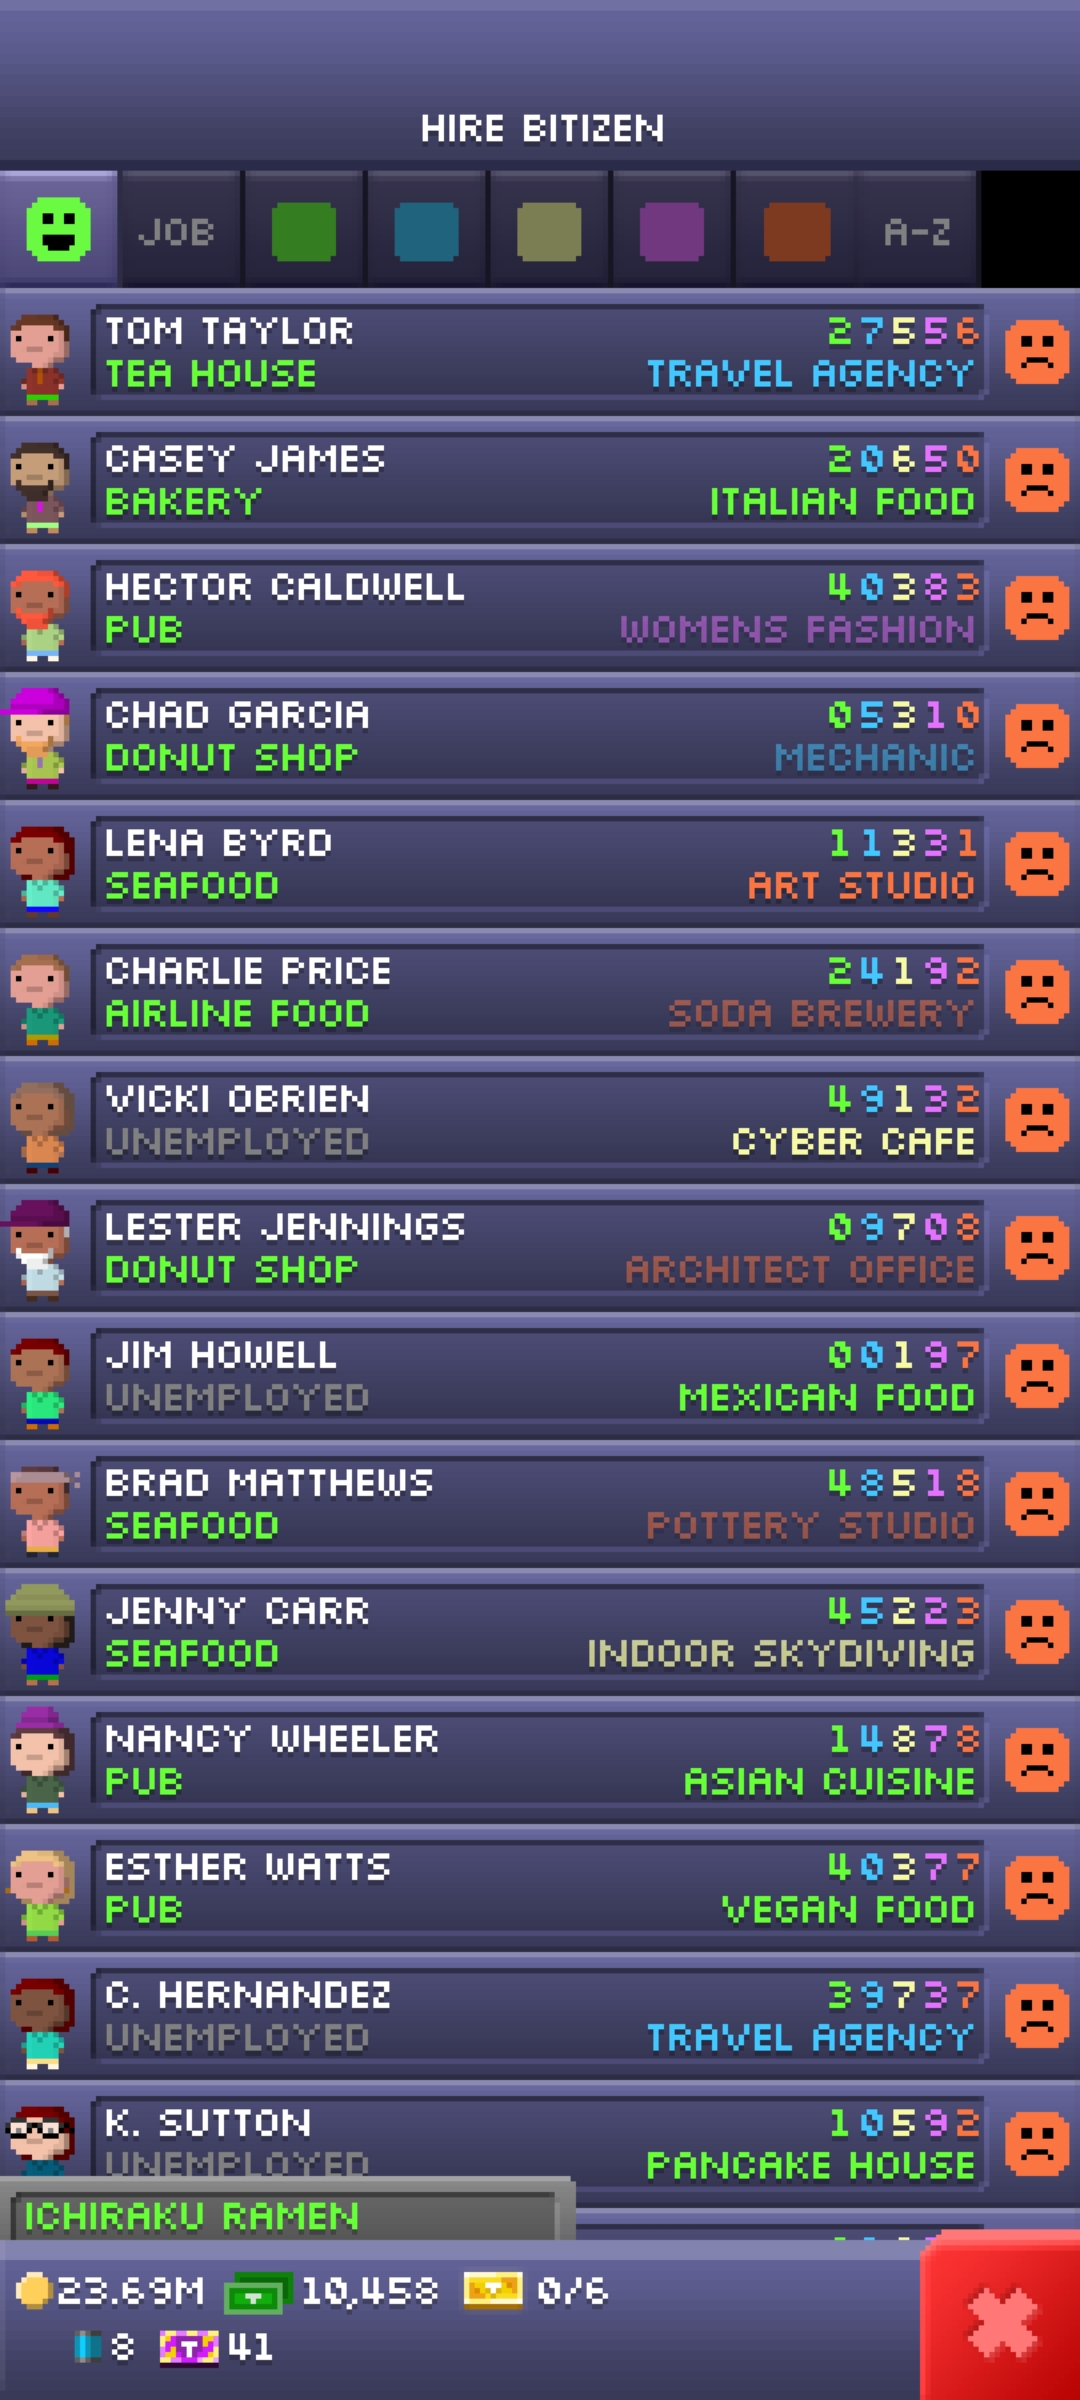 HIRE BITIZEN
JOB A-Z
TOM TAYLOR 27556
TEA HOUSE TRAVEL AGENCY
CASEY JAMES 20650
BAKERY ITALIAN FOOD
HECTOR CALDWELL 40383
PUB WOMENS FASHION
CHAD GARCIA 05310
DONUT SHOP MECHANIC
LENA BYRD 11331
SEAFOOD ART STUDIO
CHARLIE PRICE 24192
AIRLINE FOOD SODA BREWERY
VICKI OBRIEN 49132
UNEMPLOYED CYBER CAFE
LESTER JENNINGS 09708
DONUT SHOP ARCHITECT OFFICE
JIM HOWELL 00197
UNEMPLOYED MEXICAN FOOD
BRAD MATTHEWS 48518
SEAFOOD POTTERY STUDIO
JENNY CARR 45223
SEAFOOD INDOOR SKYDIVING
NANCY WHEELER 14878
PUB ASIAN CUISINE
ESTHER WATTS 40377
PUB VEGAN FOOD
C. HERNANDEZ 39737
UNEMPLOYED TRAVEL AGENCY
K. SUTTON 10592
UNEMPLOYED PANCAKE HOUSE
ICHIRAKU RAMEN
23.69M 10,458 0/6
8 41